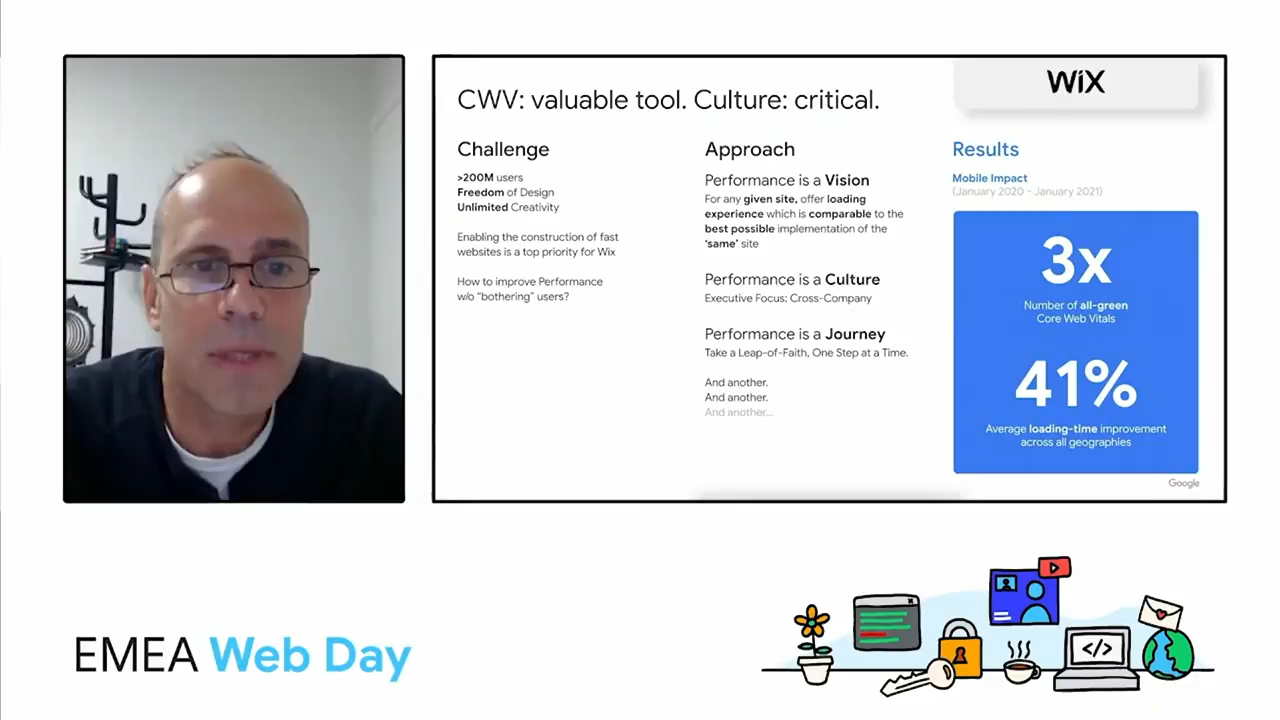 CWV: valuable tool. Culture: critical.
WiX
Challenge
>200M users
Freedom of Design
Unlimited Creativity
Enabling the construction of fast
websites is a top priority for Wix
How to improve Performance
w/o "bothering" users?
Approach
Performance is a Vision
For any given site, offer loading
experience which is comparable to the
best possible implementation of the
'same' site
Performance is a Culture
Executive Focus; Cross-Company
Performance is a Journey
Take a Leap-of-Faith, One Step at a Time.
And another.
And another.
And another...
Results
Mobile Impact
(January 2020 - January 2021)
3x
Number of all-green
Core Web Vitals
41%
Average loading-time improvement
across all geographies
Google
EMEA Web Day
</>